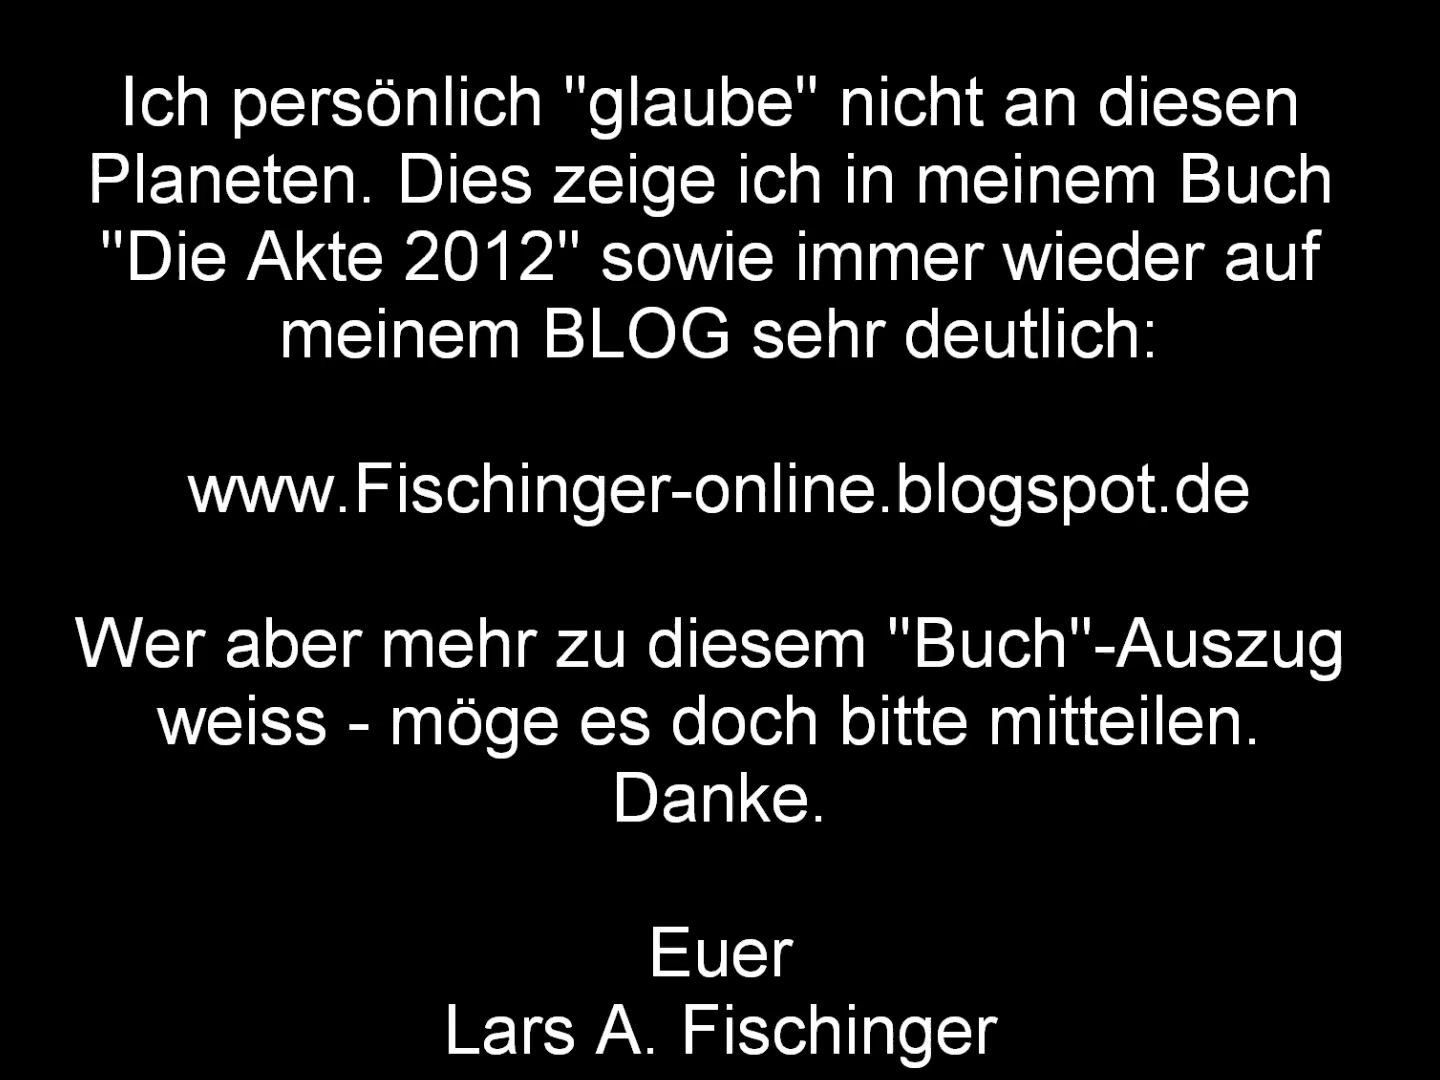 Ich persönlich "glaube" nicht an diesen
Planeten. Dies zeige ich in meinem Buch
"Die Akte 2012" sowie immer wieder auf
meinem BLOG sehr deutlich:
www.Fischinger-online.blogspot.de
Wer aber mehr zu diesem "Buch"-Auszug
weiss - möge es doch bitte mitteilen.
Danke.
Euer
Lars A. Fischinger